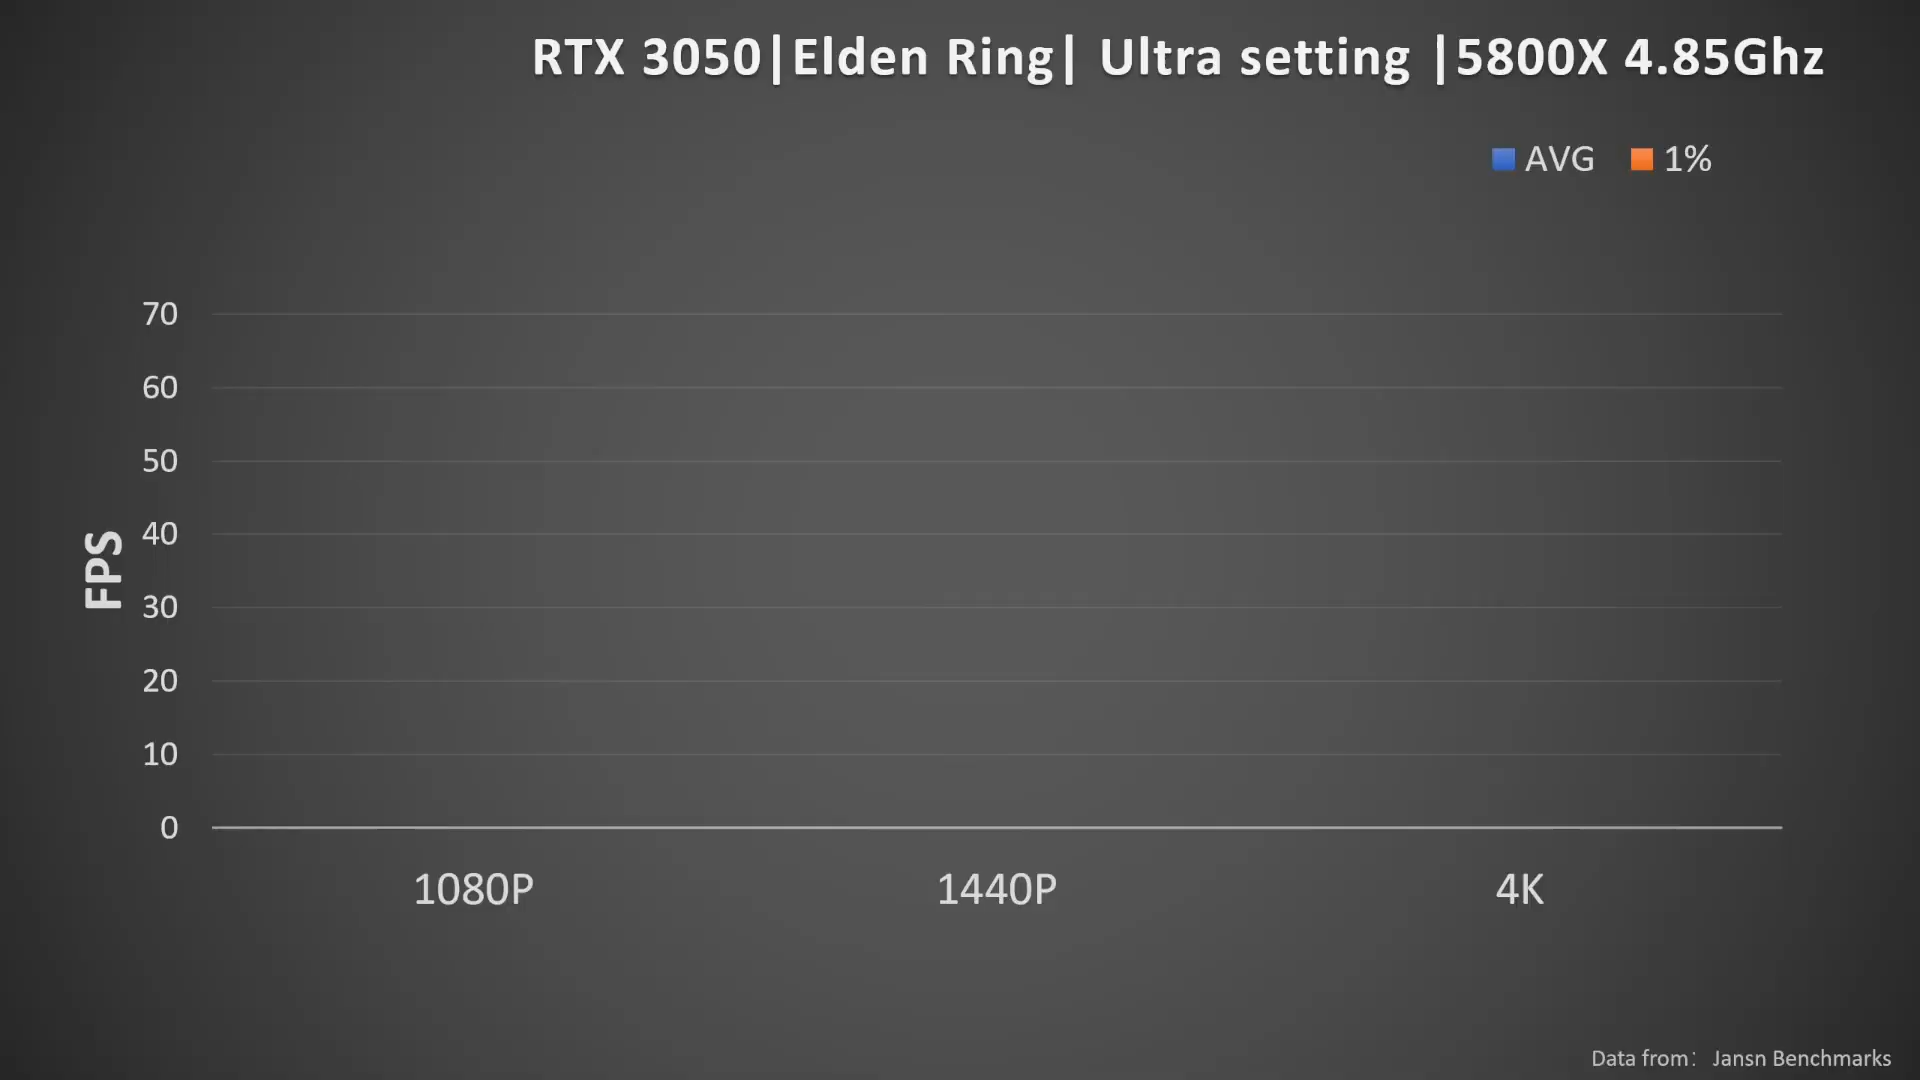 RTX 3050|Elden Ring| Ultra setting |5800X 4.85Ghz
AVG 1%
70
60
50
40
30
20
10
0
FPS
1080P 1440P 4K
Data from： Jansn Benchmarks